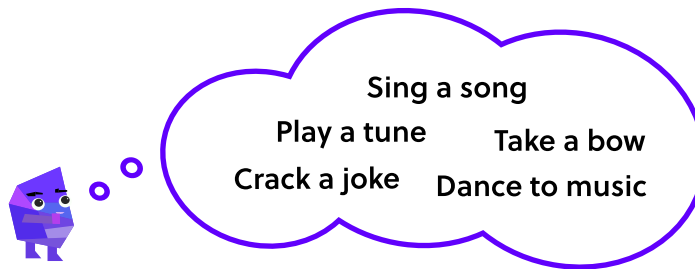 Sing a song
Play a tune
Take a bow
Crack a joke
Dance to music